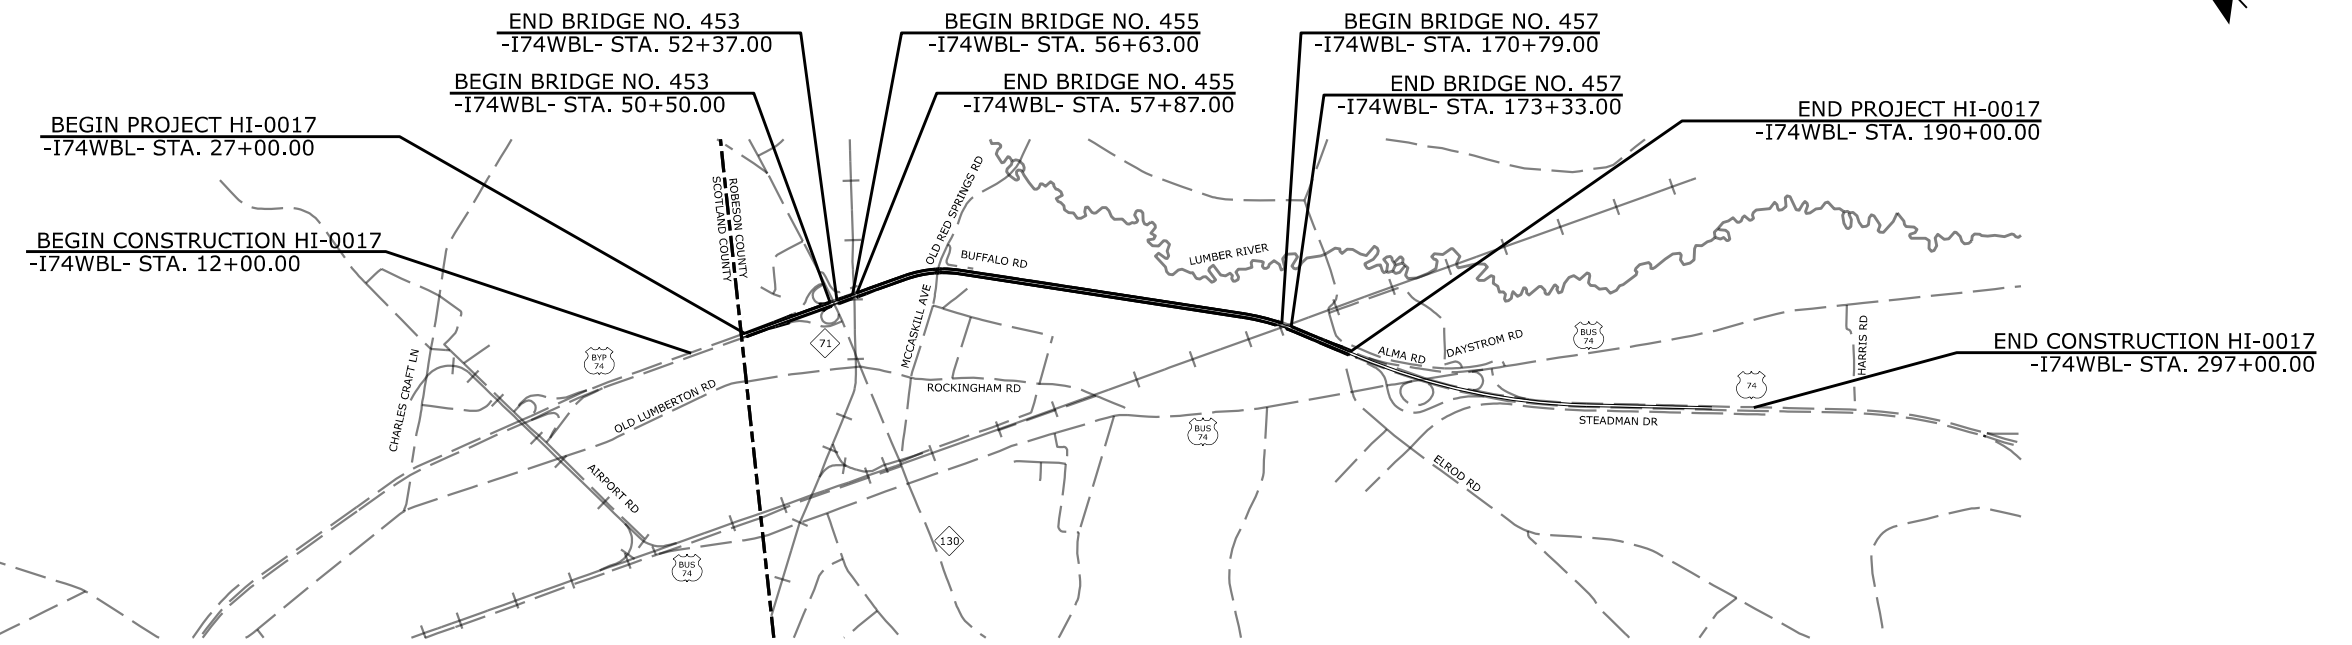 END BRIDGE NO. 453
-I74WBL- STA. 52+37.00
BEGIN BRIDGE NO. 455
-I74WBL- STA. 56+63.00
BEGIN BRIDGE NO. 457
-I74WBL- STA. 170+79.00
BEGIN BRIDGE NO. 453
-I74WBL- STA. 50+50.00
END BRIDGE NO. 455
-I74WBL- STA. 57+87.00
END BRIDGE NO. 457
-I74WBL- STA. 173+33.00
END PROJECT HI-0017
-I74WBL- STA. 190+00.00
BEGIN PROJECT HI-0017
-I74WBL- STA. 27+00.00
ROBESON COUNTY
SCOTLAND COUNTY
OLD RED SPRINGS RD
BEGIN CONSTRUCTION HI-0017
-I74WBL- STA. 12+00.00
BUFFALO RD
LUMBER RIVER
MCCASKILL AVE
71
BYP
74
BUS
74
DAYSTROM RD
ALMA RD
HARRIS RD
END CONSTRUCTION HI-0017
-I74WBL- STA. 297+00.00
CHARLES CRAFT LN
OLD LUMBERTON RD
ROCKINGHAM RD
74
STEADMAN DR
BUS
74
AIRPORT RD
ELROD RD
130
BUS
74